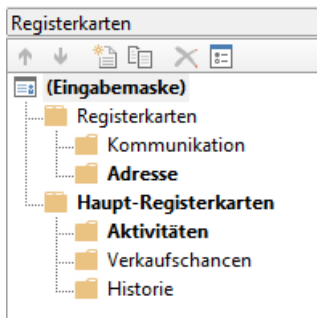 Registerkarten
(Eingabemaske)
Registerkarten
Kommunikation
Adresse
Haupt-Registerkarten
Aktivitäten
Verkaufschancen
Historie